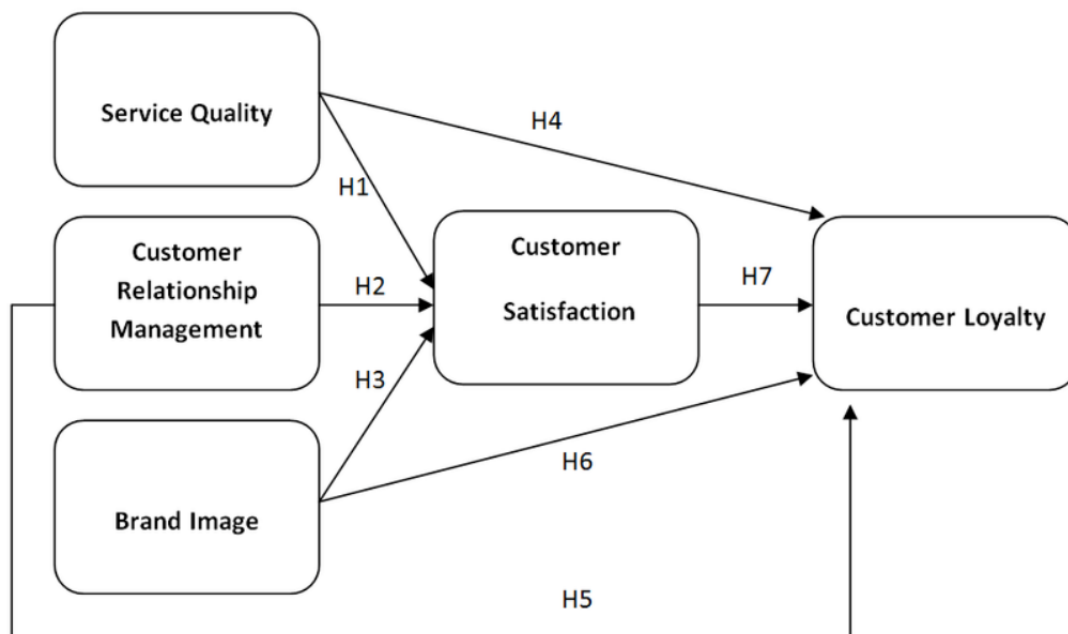 Service Quality
H4
H1
Customer
Relationship
Management
H2
Customer
Satisfaction
H7
Customer Loyalty
H3
Brand Image
H6
H5